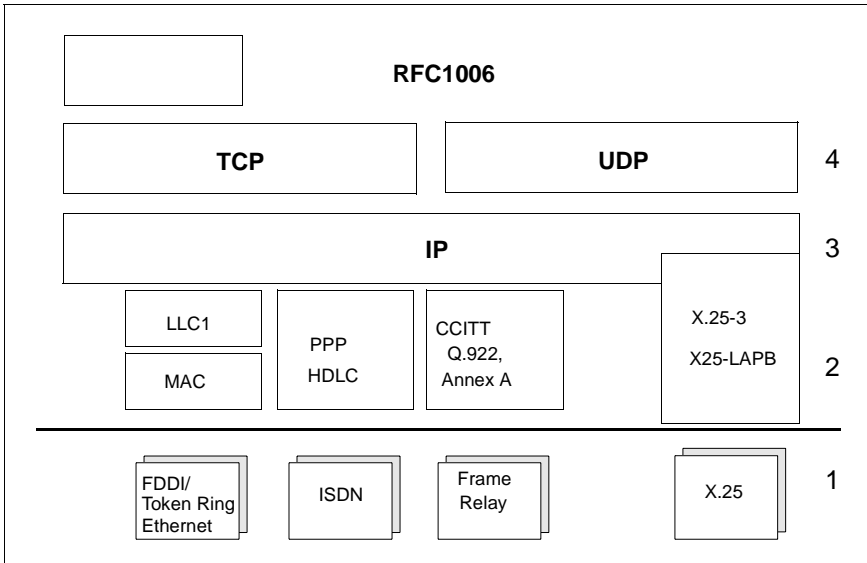 RFC1006
TCP
UDP
4
IP
3
LLC1
MAC
PPP
HDLC
CCITT
Q.922,
Annex A
X.25-3
X25-LAPB
2
FDDI/
Token Ring
Ethernet
ISDN
Frame
Relay
X.25
1